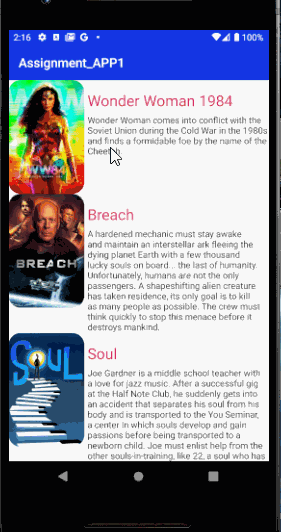 2:16
100%
Assignment_APP1
WW84
Wonder Woman 1984
Wonder Woman comes into conflict with the
Soviet Union during the Cold War in the 1980s
and finds a formidable foe by the name of the
Cheetah.
BREACH
Breach
A hardened mechanic must stay awake
and maintain an interstellar ark fleeing the
dying planet Earth with a few thousand
lucky souls on board... the last of humanity.
Unfortunately, humans are not the only
passengers. A shapeshifting alien creature
has taken residence, its only goal is to kill
as many people as possible. The crew must
think quickly to stop this menace before it
destroys mankind.
SOUL
Soul
Joe Gardner is a middle school teacher with
a love for jazz music. After a successful gig
at the Half Note Club, he suddenly gets into
an accident that separates his soul from his
body and is transported to the You Seminar,
a center in which souls develop and gain
passions before being transported to a
newborn child. Joe must enlist help from the
other souls-in-training, like 22, a soul who has